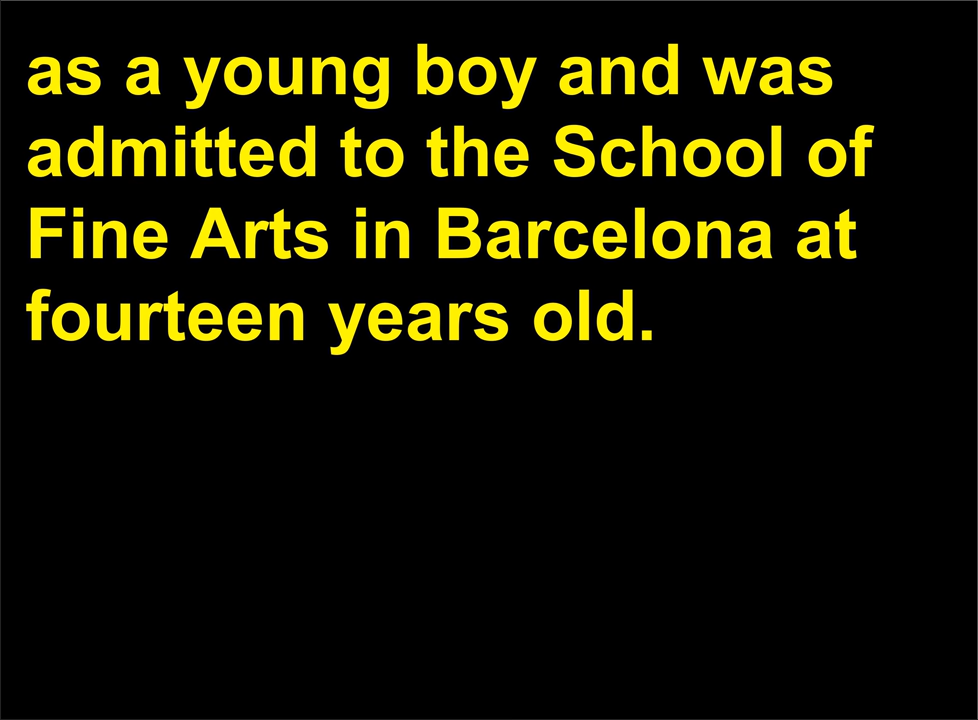 as a young boy and was
admitted to the School of
Fine Arts in Barcelona at
fourteen years old.